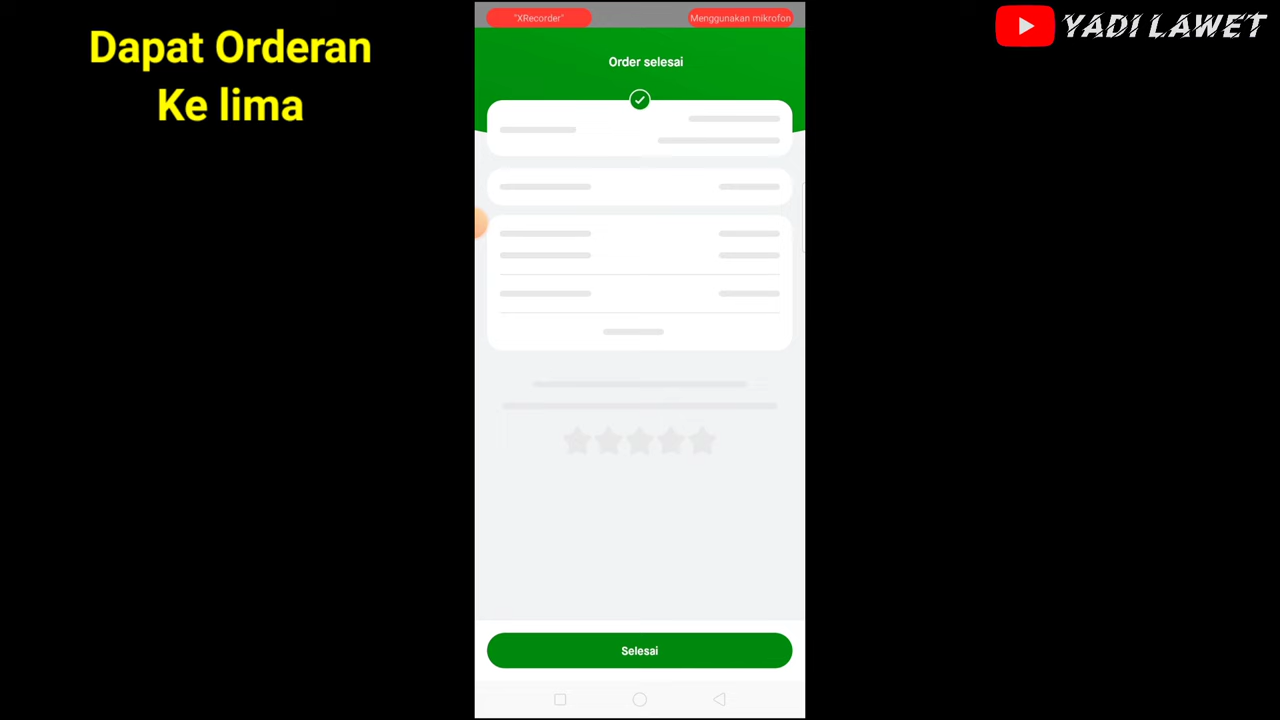 Dapat Orderan
Ke lima
"XRecorder"
Menggunakan mikrofon
YADI LAWET
Order selesai
Selesai